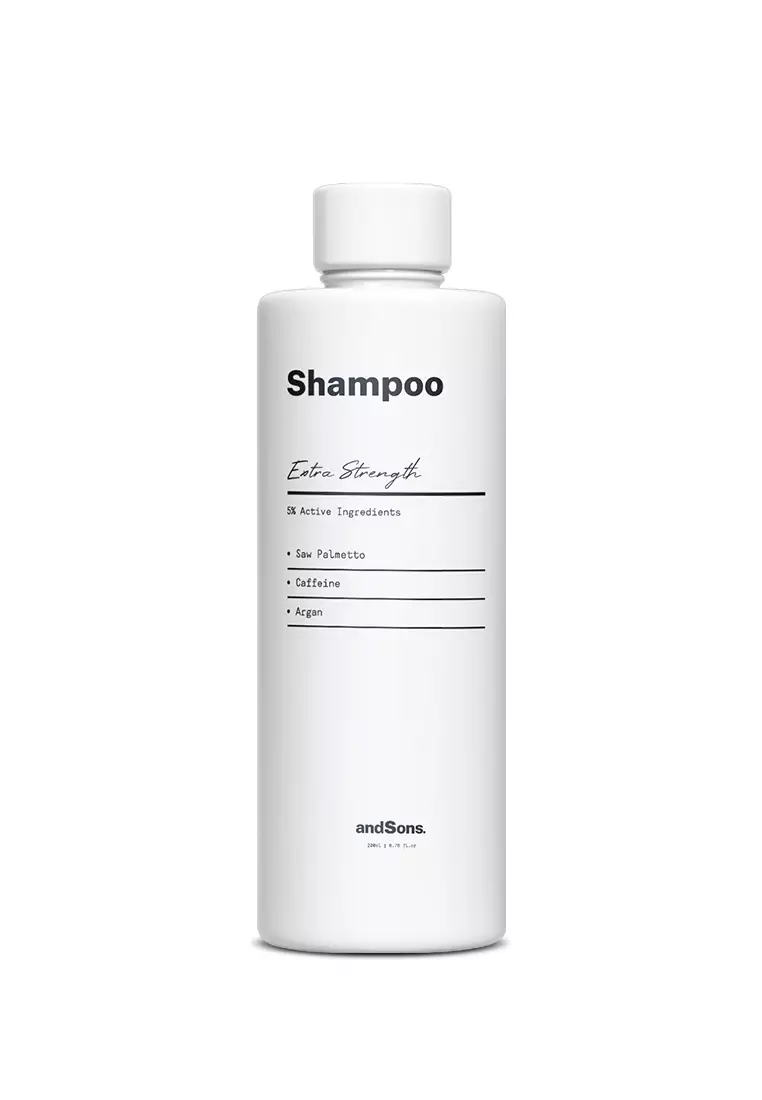 Shampoo
Extra Strength
5% Active Ingredients
• Saw Palmetto
• Caffeine
• Argan
andSons.